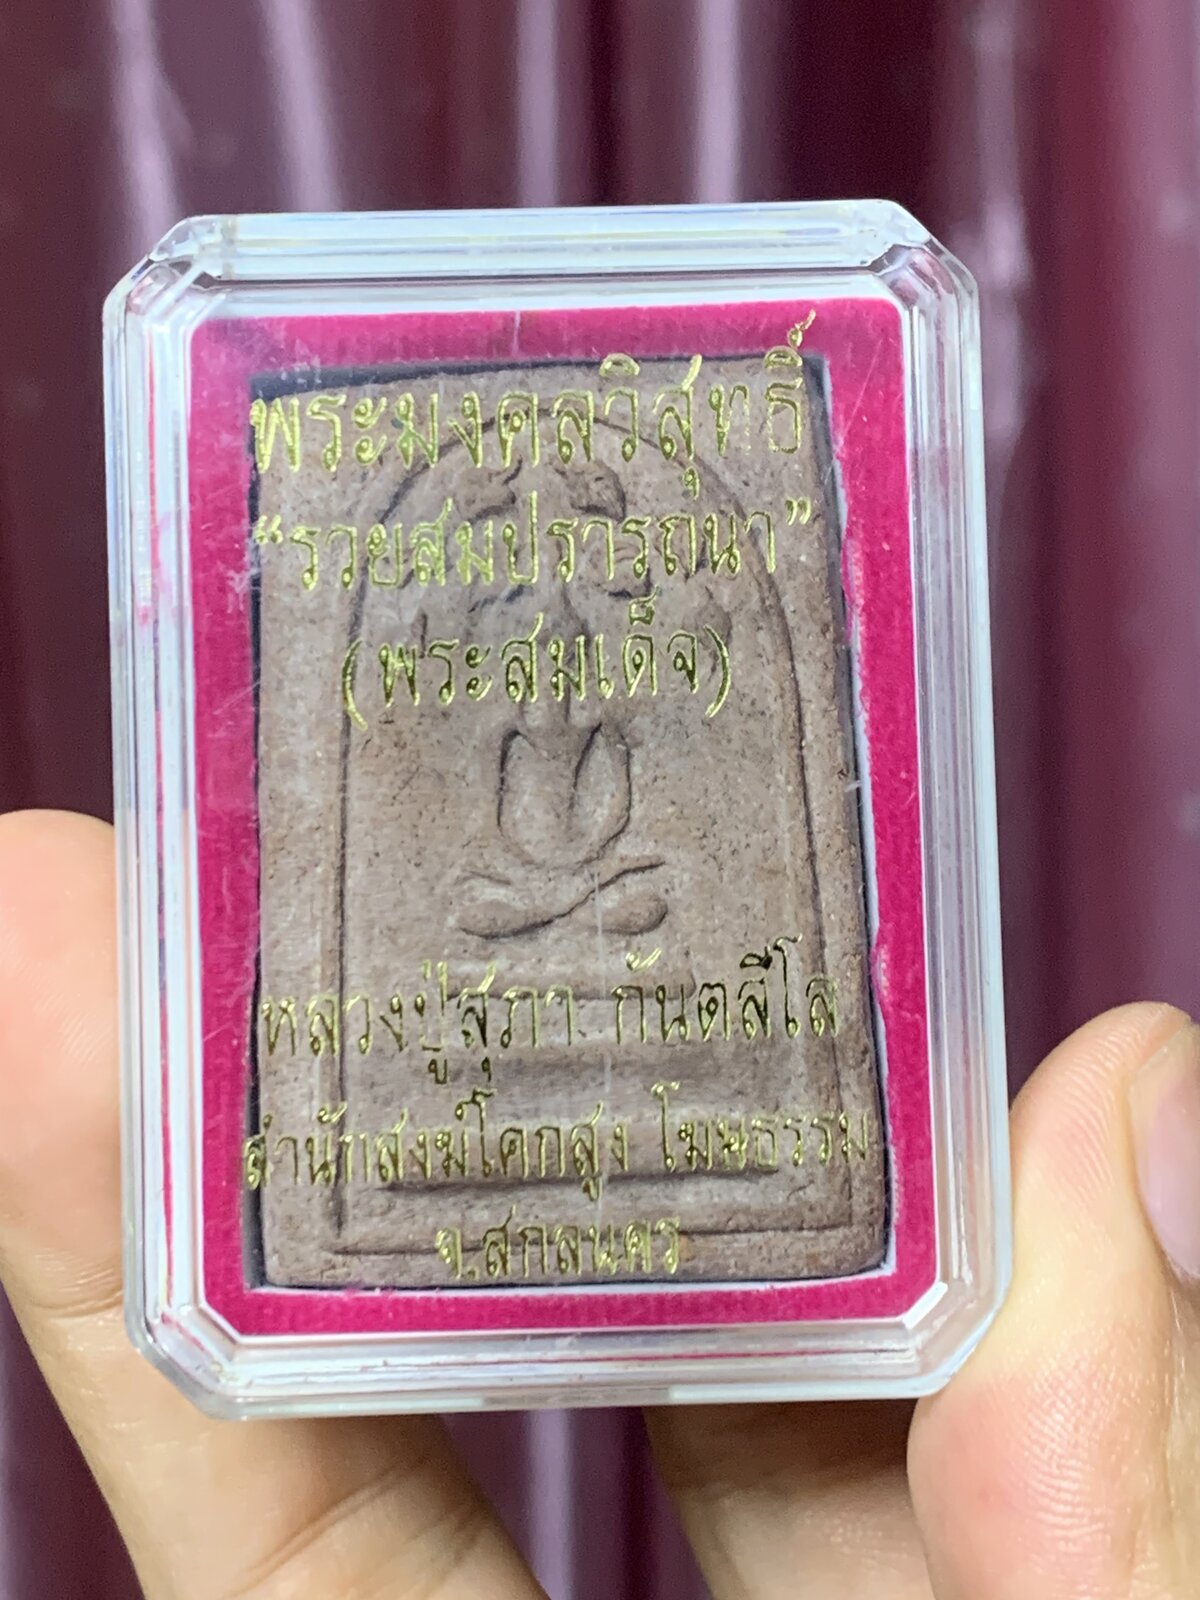 พระมงคลวิสุทธิ์
“รวยสมปรารถนา”
(พระสมเด็จ)
หลวงปู่สุภา กันตสีโล
สำนักสงฆ์โคกสูง โฆษธรรม
จ.สกลนคร